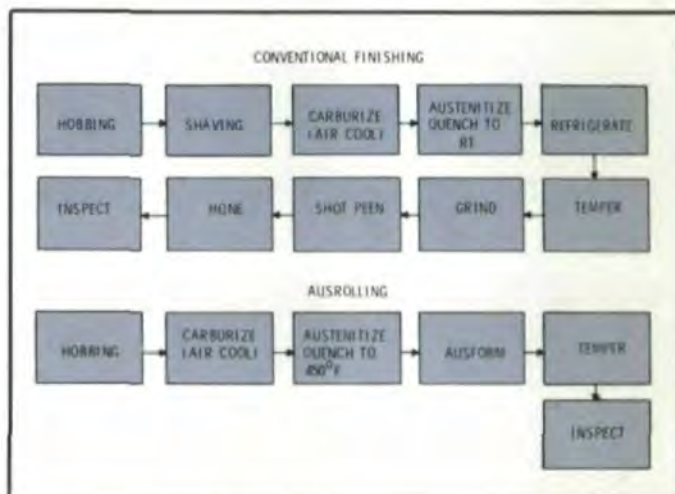 CONVENTIONAL FINISHING
HOBBING
SHAVING
CARBURIZE
(AIR COOL)
AUSTENITIZE
QUENCH TO
RT
REFRIGERATE
TEMPER
GRIND
SHOT PEEN
HONE
INSPECT
AUSROLLING
HOBBING
CARBURIZE
(AIR COOL)
AUSTENITIZE
QUENCH TO
450°F
AUSFORM
TEMPER
INSPECT